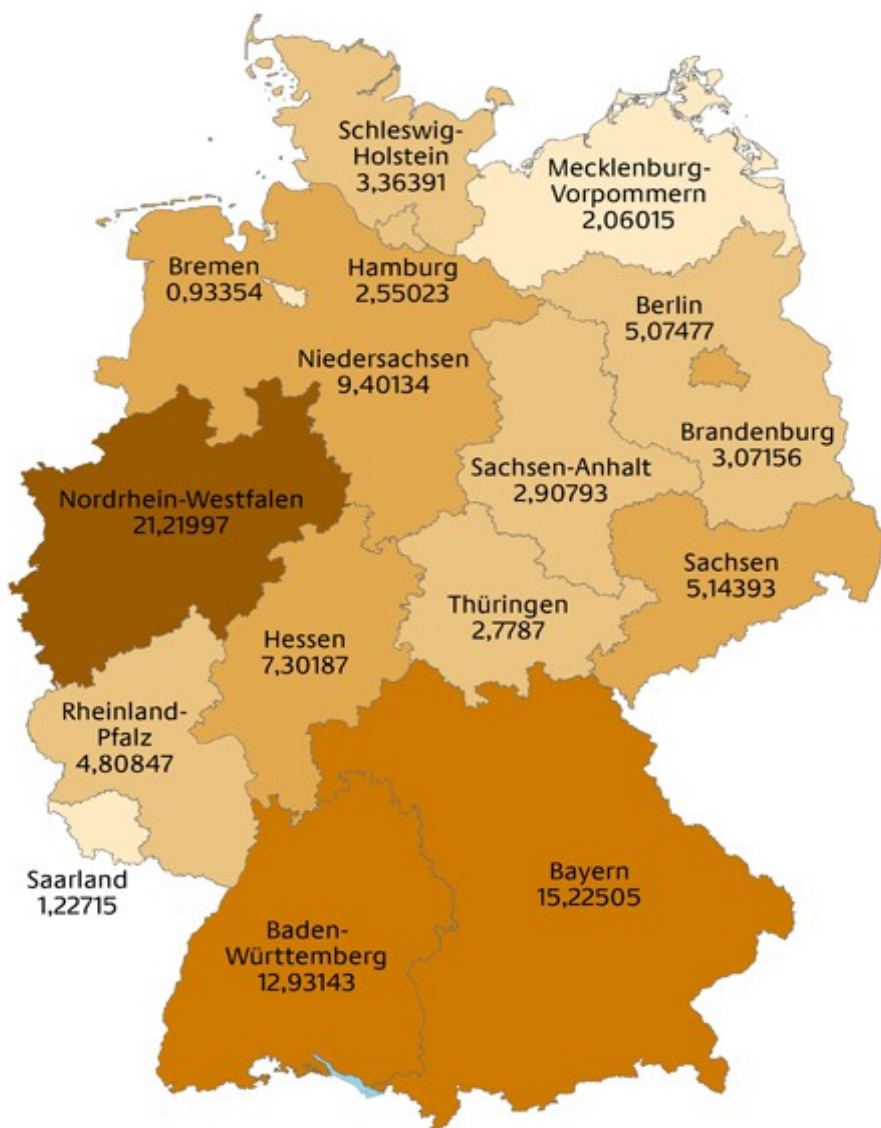 Schleswig-
Holstein
3,36391
Mecklenburg-
Vorpommern
2,06015
Bremen
0,93354
Hamburg
2,55023
Berlin
5,07477
Niedersachsen
9,40134
Brandenburg
3,07156
Sachsen-Anhalt
2,90793
Nordrhein-Westfalen
21,21997
Sachsen
5,14393
Thüringen
2,7787
Hessen
7,30187
Rheinland-
Pfalz
4,80847
Saarland
1,22715
Bayern
15,22505
Baden-
Württemberg
12,93143